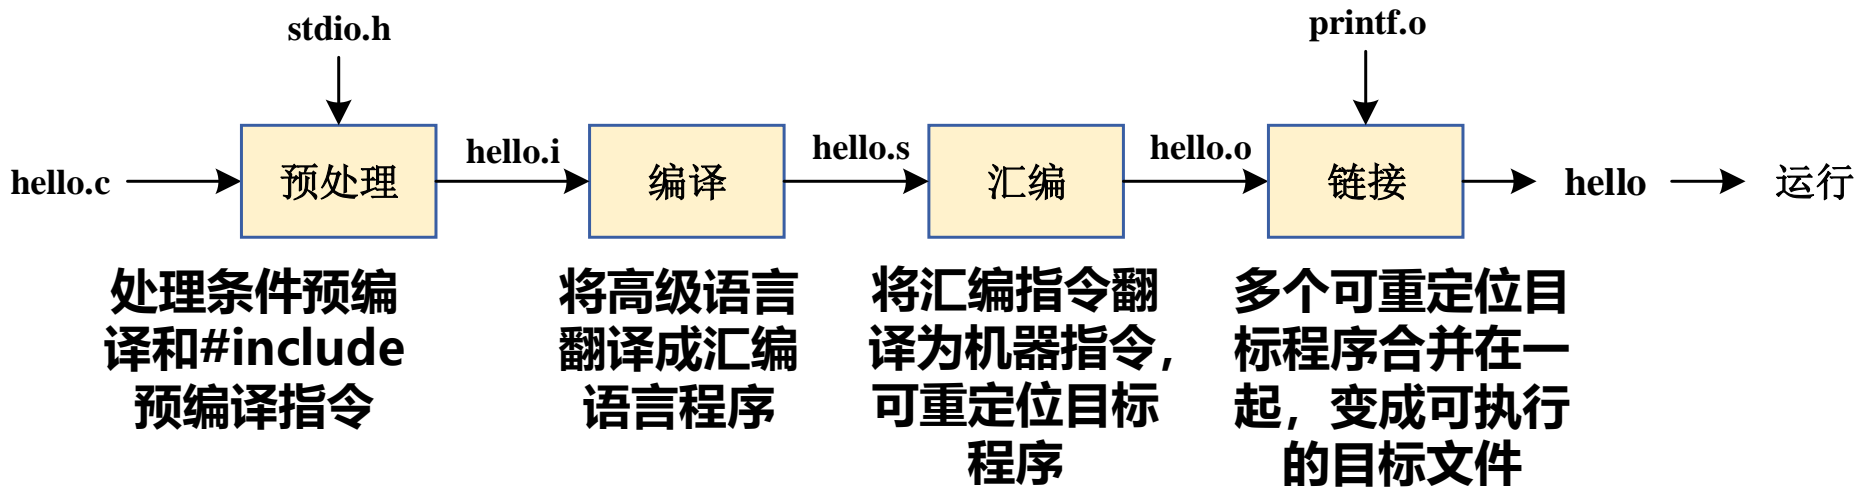 stdio.h
printf.o
hello.c
预处理
hello.i
编译
hello.s
汇编
hello.o
链接
hello
运行
处理条件预编
译和#include
预编译指令
将高级语言
翻译成汇编
语言程序
将汇编指令翻
译为机器指令,
可重定位目标
程序
多个可重定位目
标程序合并在一
起，变成可执行
的目标文件